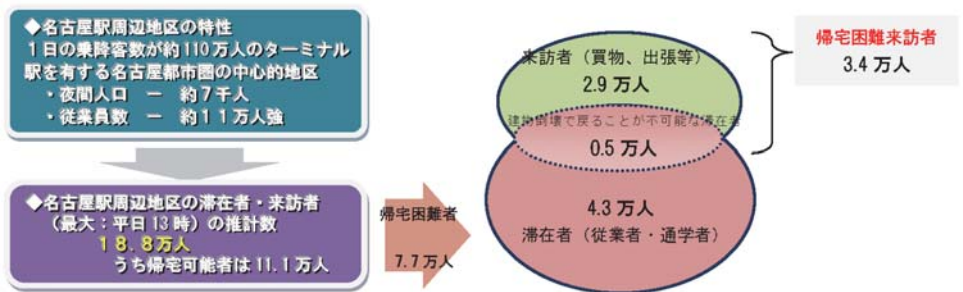 ◆名古屋駅周辺地区の特性
1日の乗降客数が約110万人のターミナル
駅を有する名古屋都市圏の中心的地区
・夜間人口 － 約7千人
・従業員数 － 約11万人強
◆名古屋駅周辺地区の滞在者・来訪者
（最大：平日13時）の推計数
18.8万人
うち帰宅可能者は11.1万人
帰宅困難者
7.7万人
来訪者（買物、出張等）
2.9万人
建物倒壊で戻ることが不可能な滞在者
0.5万人
4.3万人
滞在者（従業者・通学者）
帰宅困難来訪者
3.4万人